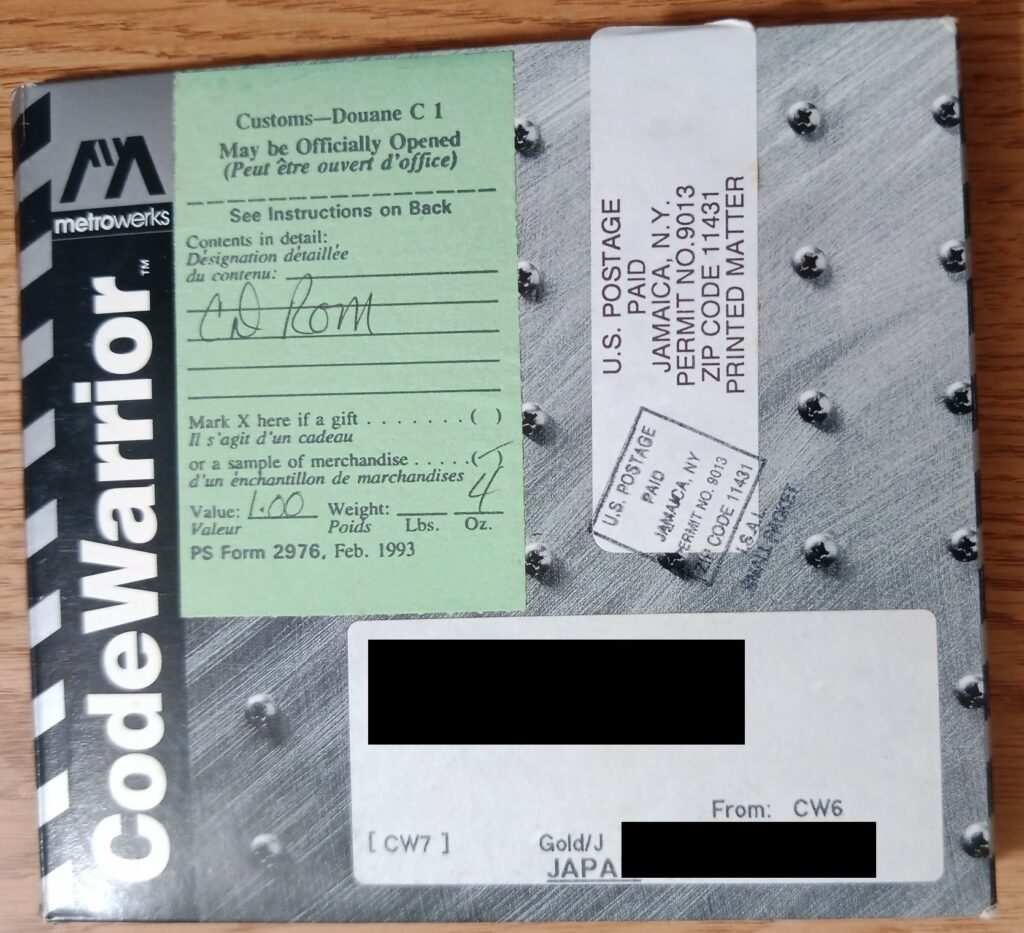 metrowerks
CodeWarrior™
Customs—Douane C 1
May be Officially Opened
(Peut être ouvert d'office)
See Instructions on Back
Contents in detail:
Désignation détaillée
du contenu:
CD Rom
Mark X here if a gift . . . . . . . ( )
Il s'agit d'un cadeau
or a sample of merchandise . . . . . (
d'un énchantillon de marchandises
4
Value: 1.00 Weight:
Valeur Poids Lbs. Oz.
PS Form 2976, Feb. 1993
U.S. POSTAGE
PAID
JAMAICA, N.Y.
PERMIT NO.9013
ZIP CODE 11431
PRINTED MATTER
U.S. POSTAGE
PAID
JAMAICA, NY
PERMIT NO. 9013
ZIP CODE 11431
I.S.A.L.
SMALL PACKET
From: CW6
[ CW7 ] Gold/J
JAPA